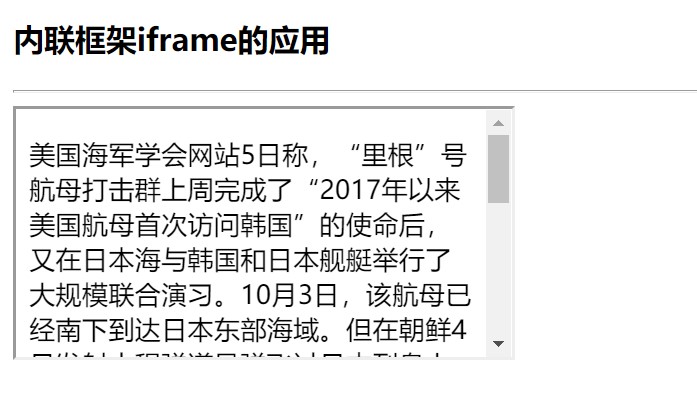 内联框架iframe的应用
美国海军学会网站5日称，“里根”号
航母打击群上周完成了“2017年以来
美国航母首次访问韩国”的使命后，
又在日本海与韩国和日本舰艇举行了
大规模联合演习。10月3日，该航母已
经南下到达日本东部海域。但在朝鲜4